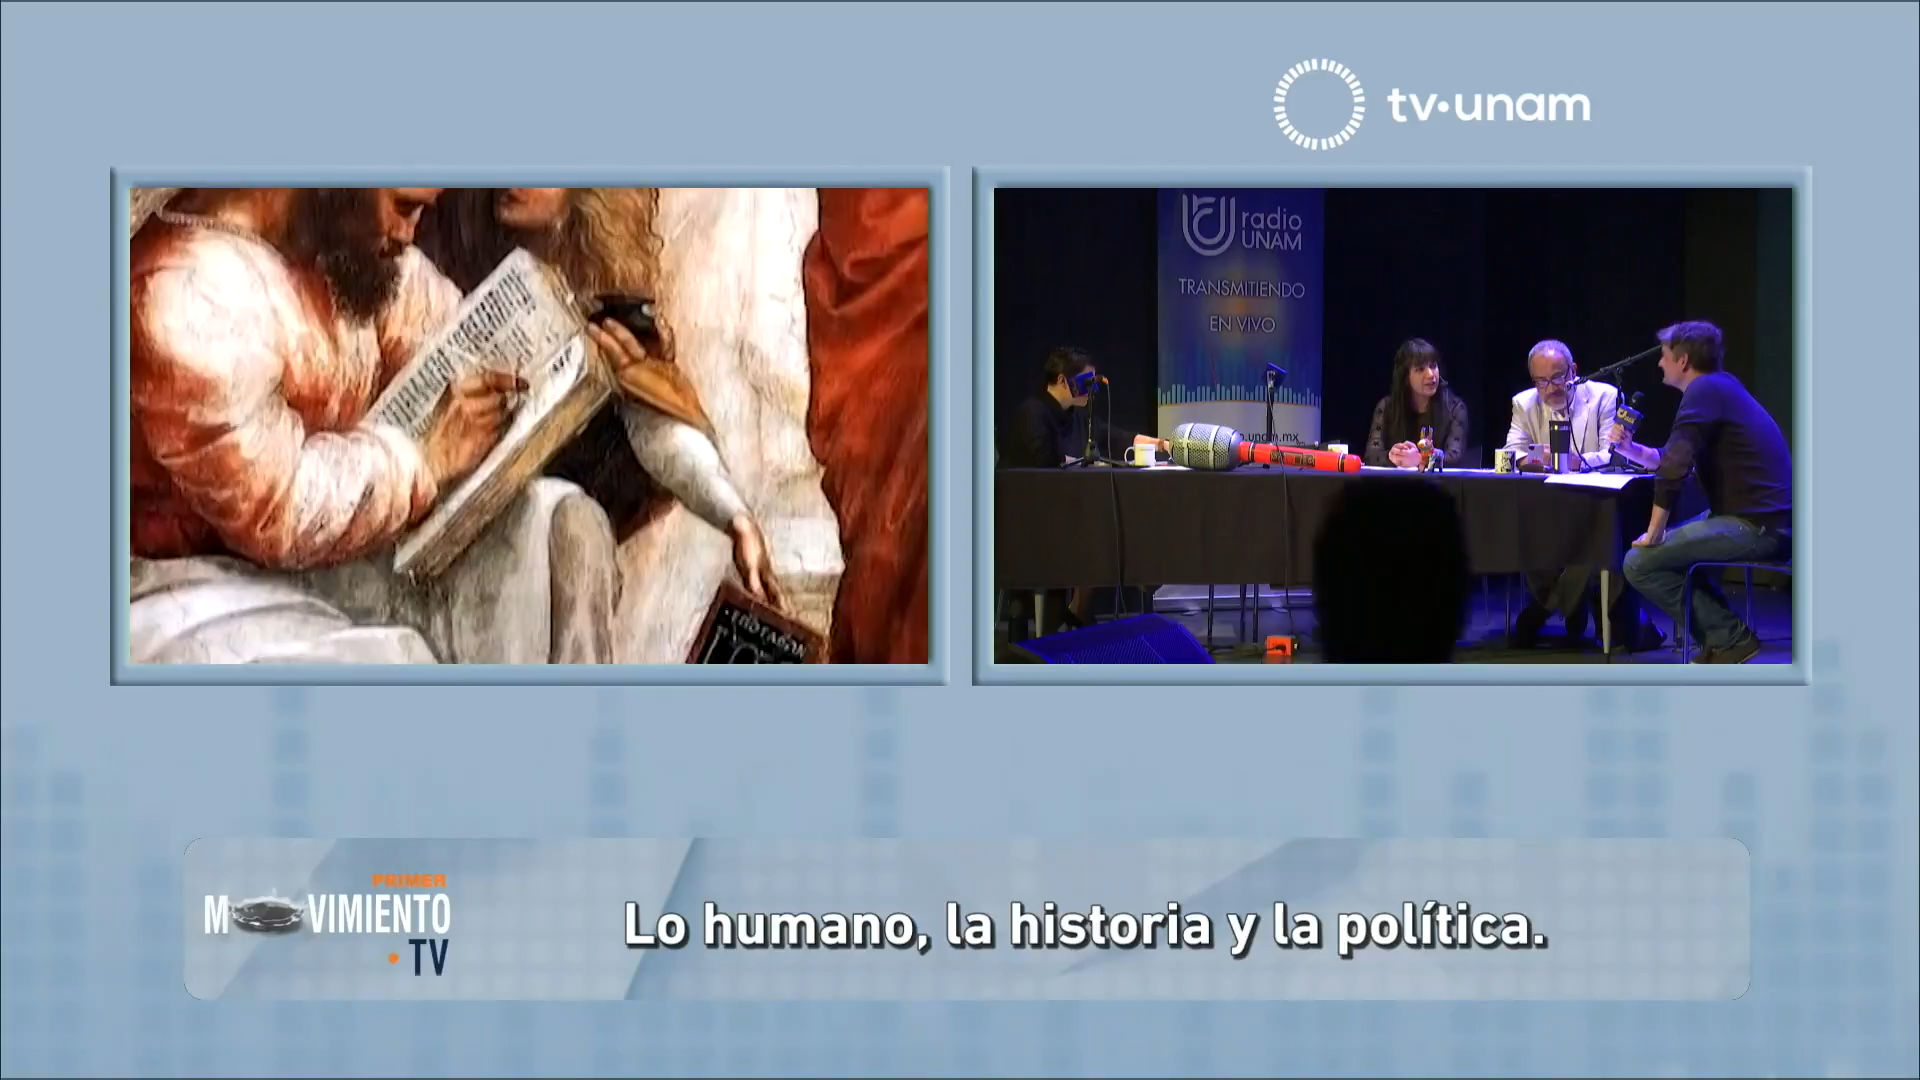 tv·unam
radio
UNAM
TRANSMITIENDO
EN VIVO
PRIMER
MOVIMIENTO
• TV
Lo humano, la historia y la política.